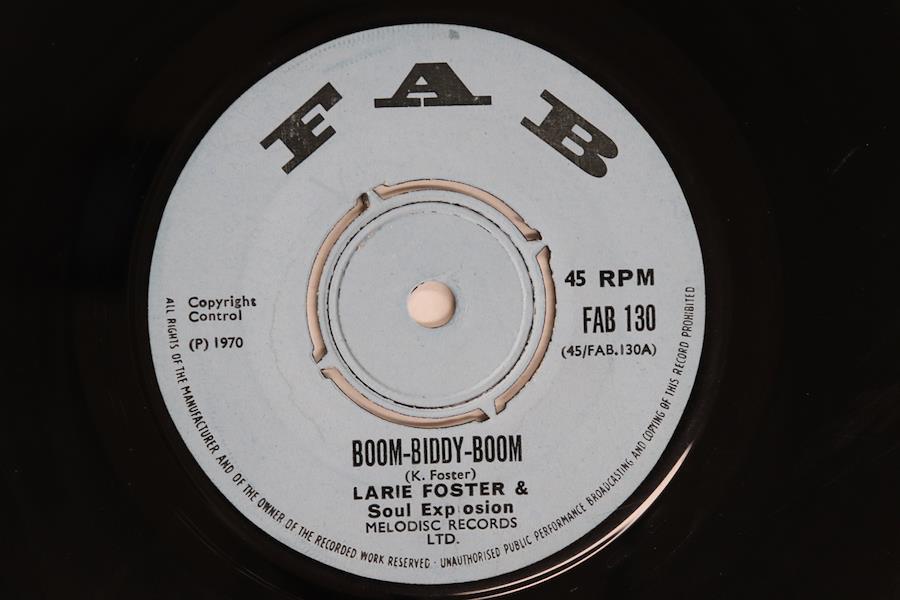 FAB
Copyright
Control
(P) 1970
45 RPM
FAB 130
(45/FAB.130A)
BOOM-BIDDY-BOOM
(K. Foster)
LARIE FOSTER &
Soul Exp osion
MELODISC RECORDS
LTD.
ALL RIGHTS OF THE MANUFACTURER AND OF THE OWNER OF THE RECORDED WORK RESERVED · UNAUTHORISED PUBLIC PERFORMANCE BROADCASTING AND COPYING OF THIS RECORD PROHIBITED